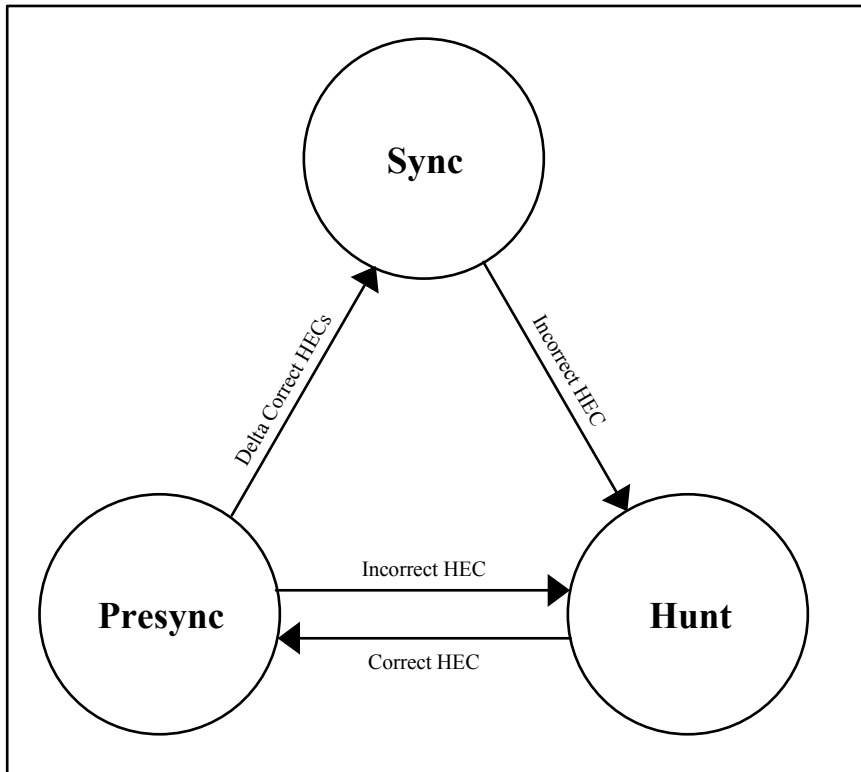 Sync
Delta Correct HECs
Incorrect HEC
Presync
Incorrect HEC
Correct HEC
Hunt